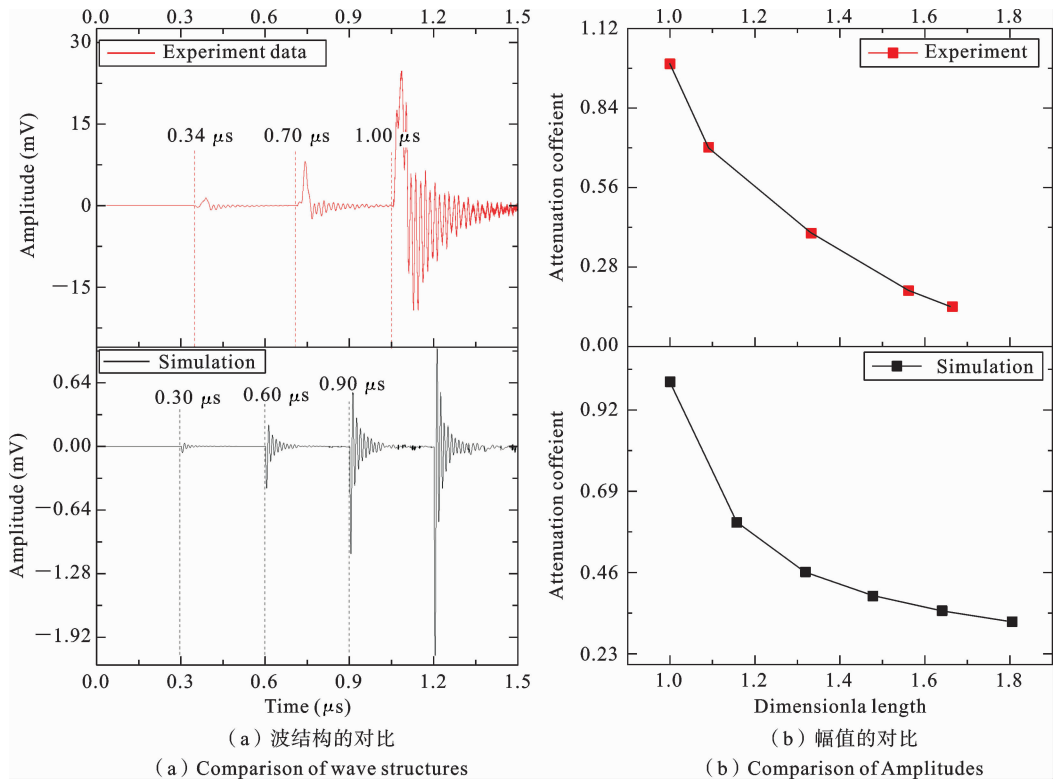 0.0 0.3 0.6 0.9 1.2 1.5
30
15
0
−15
Amplitude (mV)
Experiment data
0.34 μs
0.70 μs
1.00 μs
0.64
0.00
−0.64
−1.28
−1.92
Amplitude (mV)
Simulation
0.30 μs
0.60 μs
0.90 μs
0.0 0.3 0.6 0.9 1.2 1.5
Time (μs)
(a) 波结构的对比
(a) Comparison of wave structures
1.0 1.2 1.4 1.6 1.8
1.12
0.84
0.56
0.28
0.00
Attenuation coffeient
Experiment
0.92
0.69
0.46
0.23
Attenuation coffeient
Simulation
1.0 1.2 1.4 1.6 1.8
Dimensionla length
(b) 幅值的对比
(b) Comparison of Amplitudes